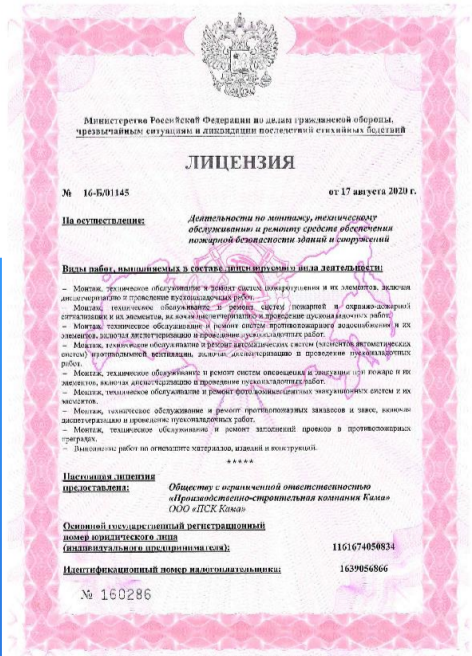 Министерство Российской Федерации по делам гражданской обороны,
чрезвычайным ситуациям и ликвидации последствий стихийных бедствий
ЛИЦЕНЗИЯ
№ 16-Б/01145 от 17 августа 2020 г.
На осуществление: Деятельности по монтажу, техническому
обслуживанию и ремонту средств обеспечения
пожарной безопасности зданий и сооружений
Виды работ, выполняемых в составе лицензируемого вида деятельности:
– Монтаж, техническое обслуживание и ремонт систем пожаротушения и их элементов, включая
диспетчеризацию и проведение пусконаладочных работ.
– Монтаж, техническое обслуживание и ремонт систем пожарной и охранно-пожарной
сигнализации и их элементов, включая диспетчеризацию и проведение пусконаладочных работ.
– Монтаж, техническое обслуживание и ремонт систем противопожарного водоснабжения и их
элементов, включая диспетчеризацию и проведение пусконаладочных работ.
– Монтаж, техническое обслуживание и ремонт автоматических систем (элементов автоматических
систем) противодымной вентиляции, включая диспетчеризацию и проведение пусконаладочных
работ.
– Монтаж, техническое обслуживание и ремонт систем оповещения и эвакуации при пожаре и их
элементов, включая диспетчеризацию и проведение пусконаладочных работ.
– Монтаж, техническое обслуживание и ремонт фотолюминесцентных эвакуационных систем и их
элементов.
– Монтаж, техническое обслуживание и ремонт противопожарных занавесов и завес, включая
диспетчеризацию и проведение пусконаладочных работ.
– Монтаж, техническое обслуживание и ремонт заполнений проемов в противопожарных
преградах.
– Выполнение работ по огнезащите материалов, изделий и конструкций.
*****
Настоящая лицензия
предоставлена: Обществу с ограниченной ответственностью
«Производственно-строительная компания Кама»
ООО «ПСК Кама»
Основной государственный регистрационный
номер юридического лица
(индивидуального предпринимателя): 1161674050834
Идентификационный номер налогоплательщика: 1639056866
№ 160286